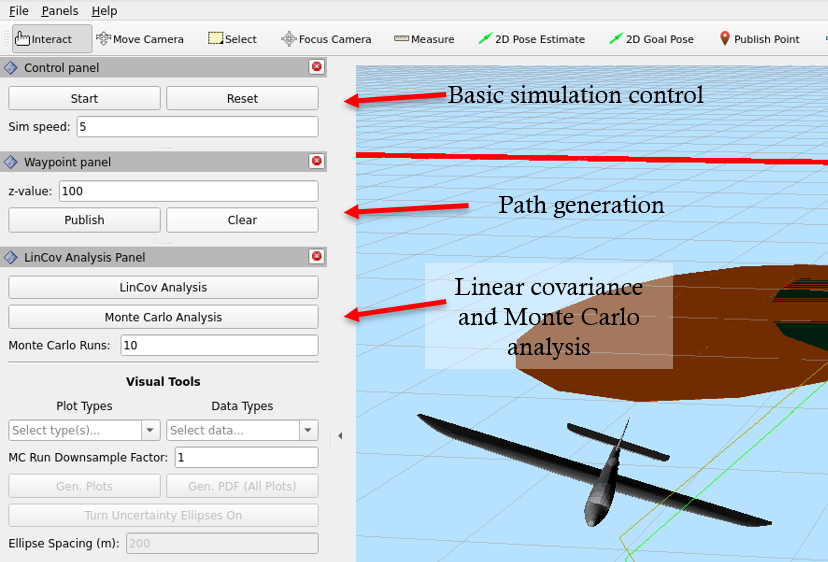 File Panels Help
Interact Move Camera Select Focus Camera Measure 2D Pose Estimate 2D Goal Pose Publish Point
Control panel
Start Reset
Basic simulation control
Sim speed: 5
Waypoint panel
z-value: 100
Publish Clear
Path generation
LinCov Analysis Panel
LinCov Analysis
Monte Carlo Analysis
Monte Carlo Runs: 10
Linear covariance
and Monte Carlo
analysis
Visual Tools
Plot Types Data Types
Select type(s)... Select data...
MC Run Downsample Factor: 1
Gen. Plots Gen. PDF (All Plots)
Turn Uncertainty Ellipses On
Ellipse Spacing (m): 200